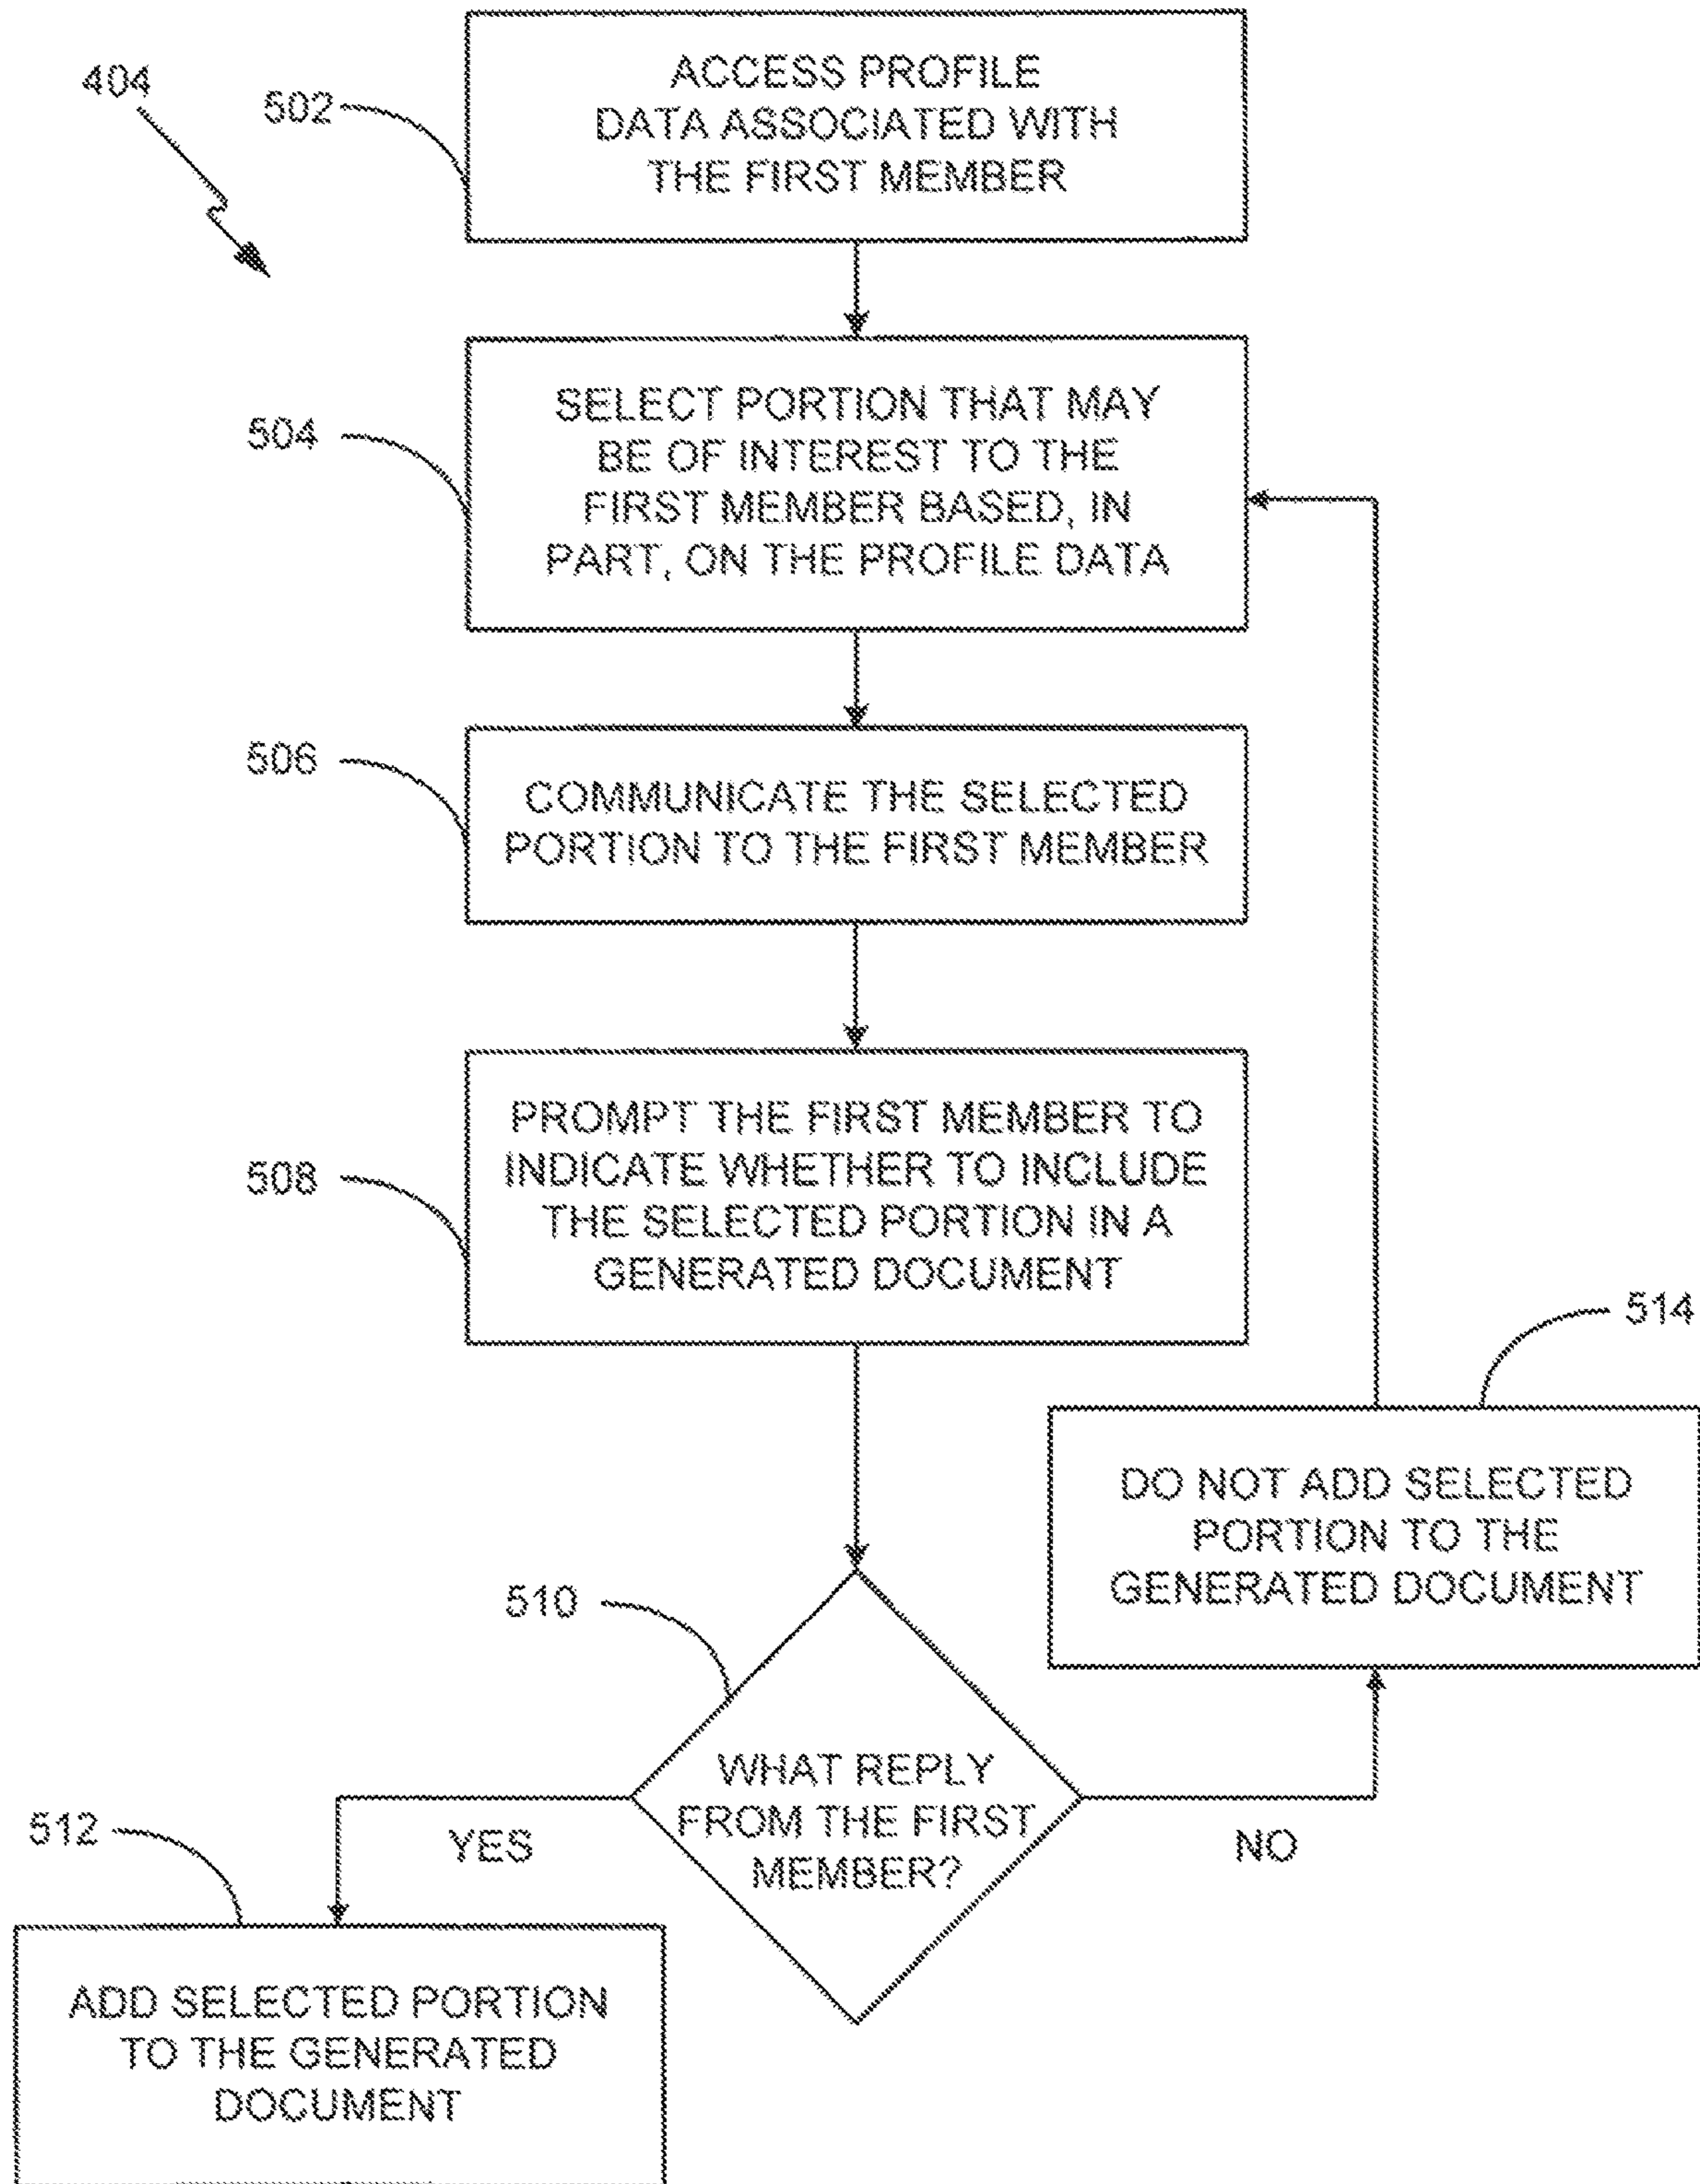 404
502
ACCESS PROFILE
DATA ASSOCIATED WITH
THE FIRST MEMBER
504
SELECT PORTION THAT MAY
BE OF INTEREST TO THE
FIRST MEMBER BASED, IN
PART, ON THE PROFILE DATA
506
COMMUNICATE THE SELECTED
PORTION TO THE FIRST MEMBER
508
PROMPT THE FIRST MEMBER TO
INDICATE WHETHER TO INCLUDE
THE SELECTED PORTION IN A
GENERATED DOCUMENT
514
DO NOT ADD SELECTED
PORTION TO THE
GENERATED DOCUMENT
510
WHAT REPLY
FROM THE FIRST
MEMBER?
YES
NO
512
ADD SELECTED PORTION
TO THE GENERATED
DOCUMENT